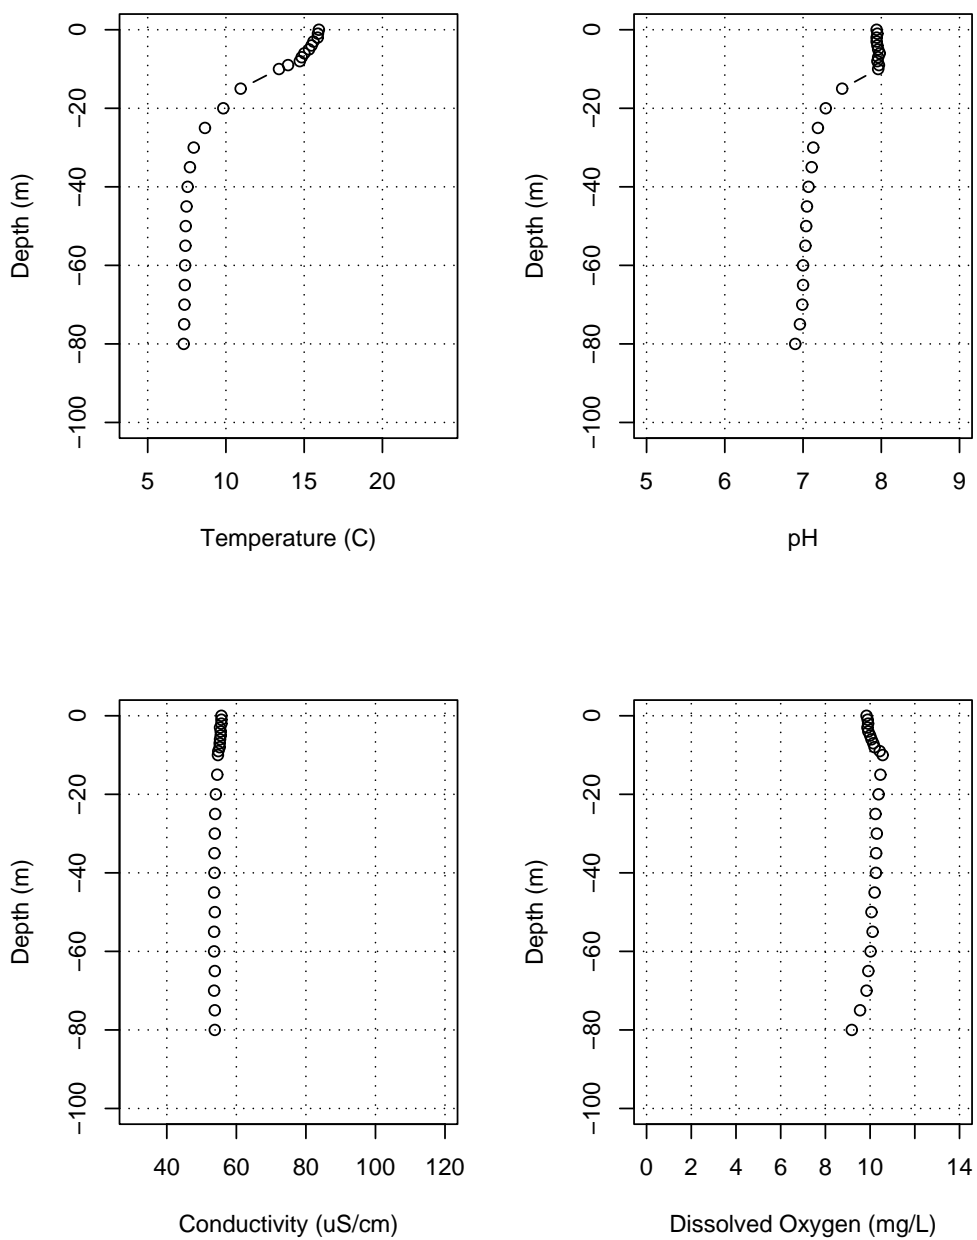 0
−20
−40
−60
−80
−100
Depth (m)
5 10 15 20
Temperature (C)
0
−20
−40
−60
−80
−100
Depth (m)
5 6 7 8 9
pH
0
−20
−40
−60
−80
−100
Depth (m)
40 60 80 100 120
Conductivity (uS/cm)
0
−20
−40
−60
−80
−100
Depth (m)
0 2 4 6 8 10 14
Dissolved Oxygen (mg/L)